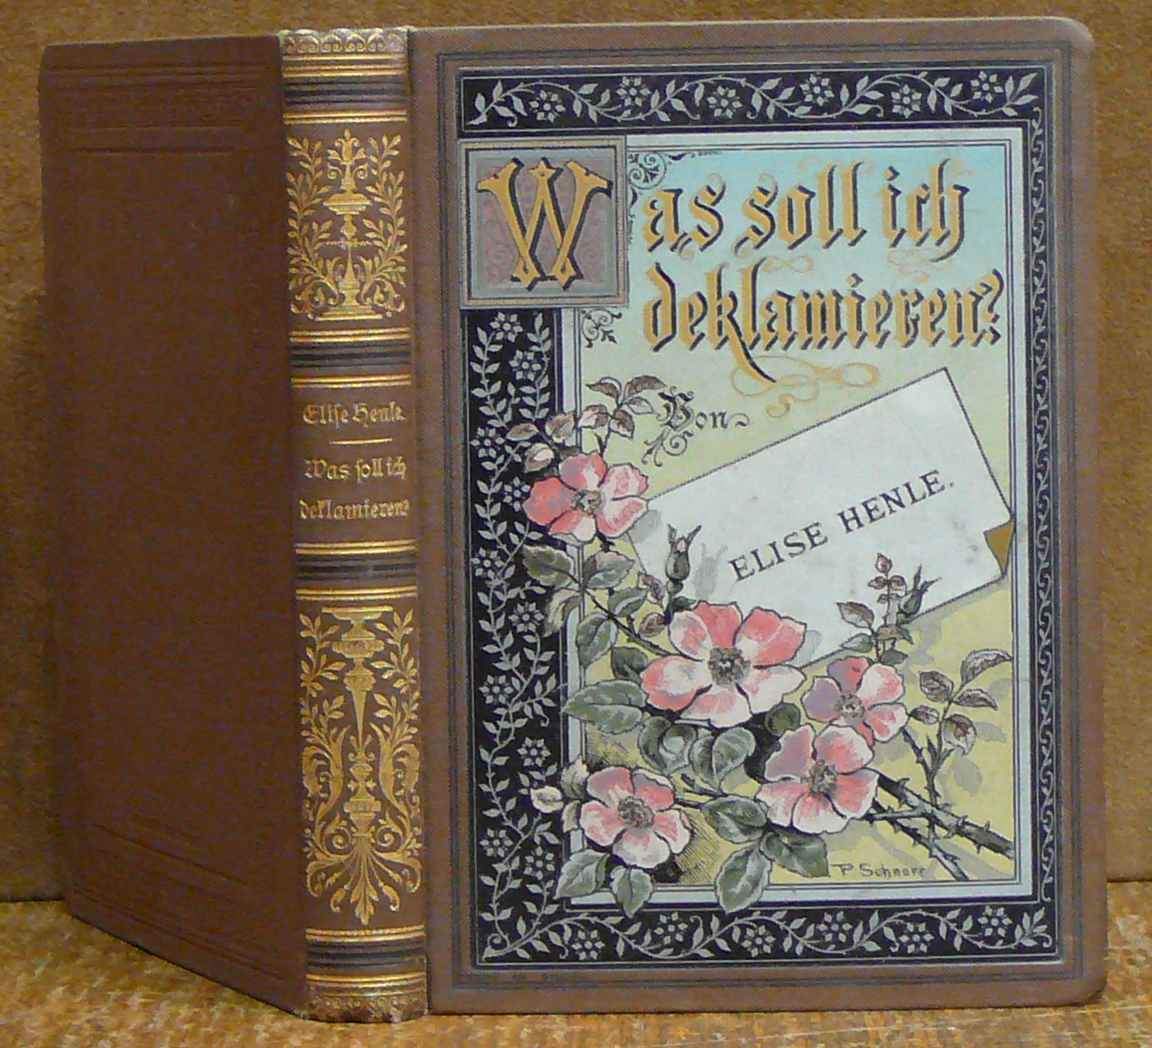 Elise Henle.
Was soll ich
deklamieren?
Was soll ich
deklamieren?
Von
ELISE HENLE.
P Schnorr